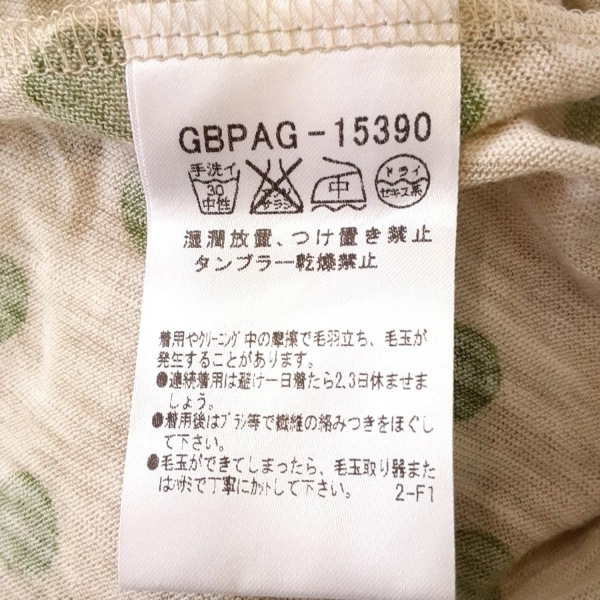 GBPAG-15390
手洗イ 30 中性 エンソ サラシ 中 ドライ セキユ系
湿潤放置、つけ置き禁止
タンブラー乾燥禁止
着用やクリーニング中の摩擦で毛羽立ち、毛玉が
発生することがあります。
●連続着用は避け一日着たら2.3日休ませま
しょう。
●着用後はブラシ等で繊維の絡みつきをほぐし
て下さい。
●毛玉ができてしまったら、毛玉取り器また
はハサミで丁寧にカットして下さい。 2-F1